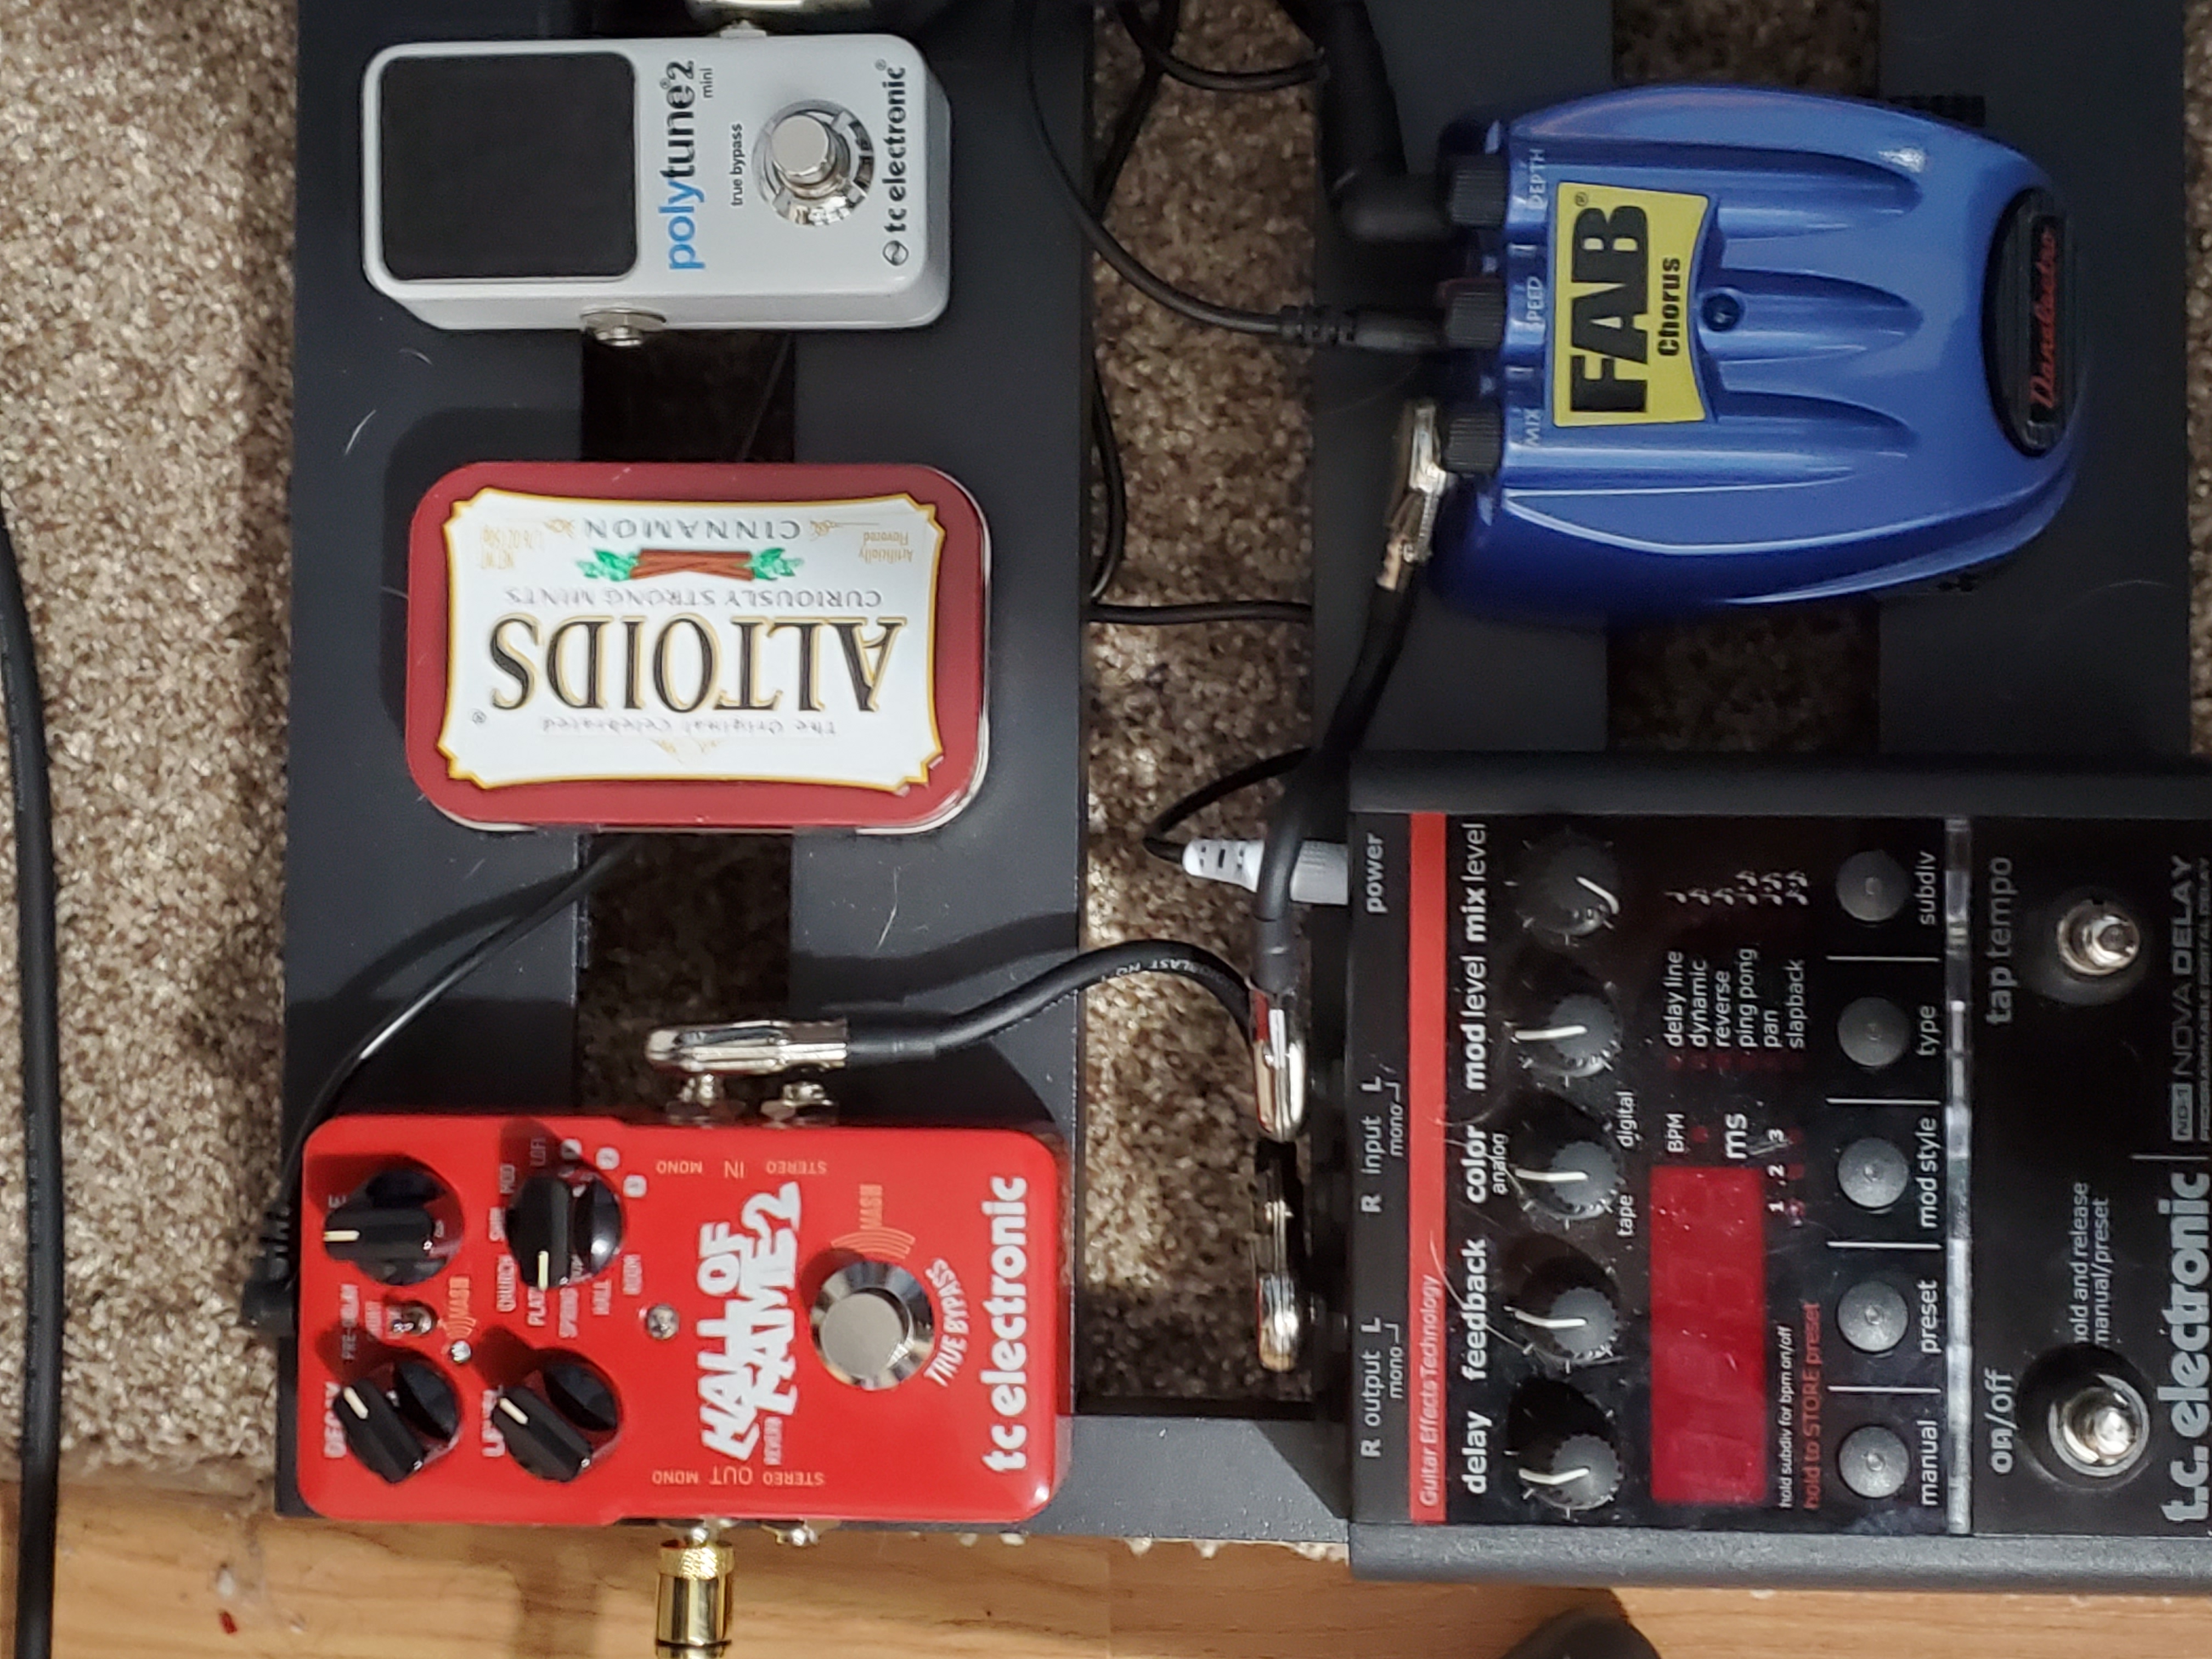 DECAY
PRE-DELAY
MASH
LEVEL
CHURCH
MOD
LOFI
SPRING
HALL
ROOM
STEREO OUT MONO
STEREO IN MONO
HALL OF
REVERB FAME 2
MASH
TRUE BYPASS
tc electronic
The Original Celebrated
ALTOIDS®
CURIOUSLY STRONG MINTS
Artificially
Flavored
CINNAMON
polytune®2
mini
true bypass
tc electronic®
R output L
mono
R input L
mono
power
Guitar Effects Technology
delay feedback color mod level mix level
analog
tape digital
BPM
ms
1 2 3
delay line
dynamic
reverse
ping pong
pan
slapback
hold subdiv for bpm on/off
hold to STORE preset
manual preset mod style type subdiv
on/off tap tempo
hold and release
manual/preset
t.c. electronic
ND-1 NOVA DELAY
PROGRAMMABLE DIGITAL DELAY
MIX SPEED DEPTH
FAB®
Chorus
Danelectro